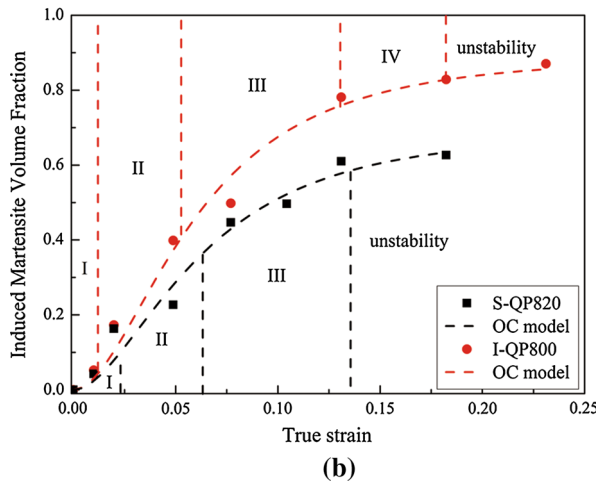 1.0
0.8
0.6
0.4
0.2
0.0
Induced Martensite Volume Fraction
III
IV
unstability
II
I
unstability
III
II
I
S-QP820
OC model
I-QP800
OC model
0.00
0.05
0.10
0.15
0.20
0.25
True strain
(b)